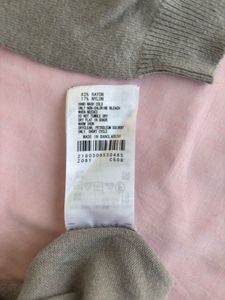 83% RAYON
17% NYLON
HAND WASH COLD
ONLY NON-CHLORINE BLEACH
WHEN NEEDED
DO NOT TUMBLE DRY
DRY FLAT IN SHADE
WARM IRON
DRYCLEAN, PETROLEUM SOLVENT
ONLY, SHORT CYCLE
MADE IN BANGLADESH